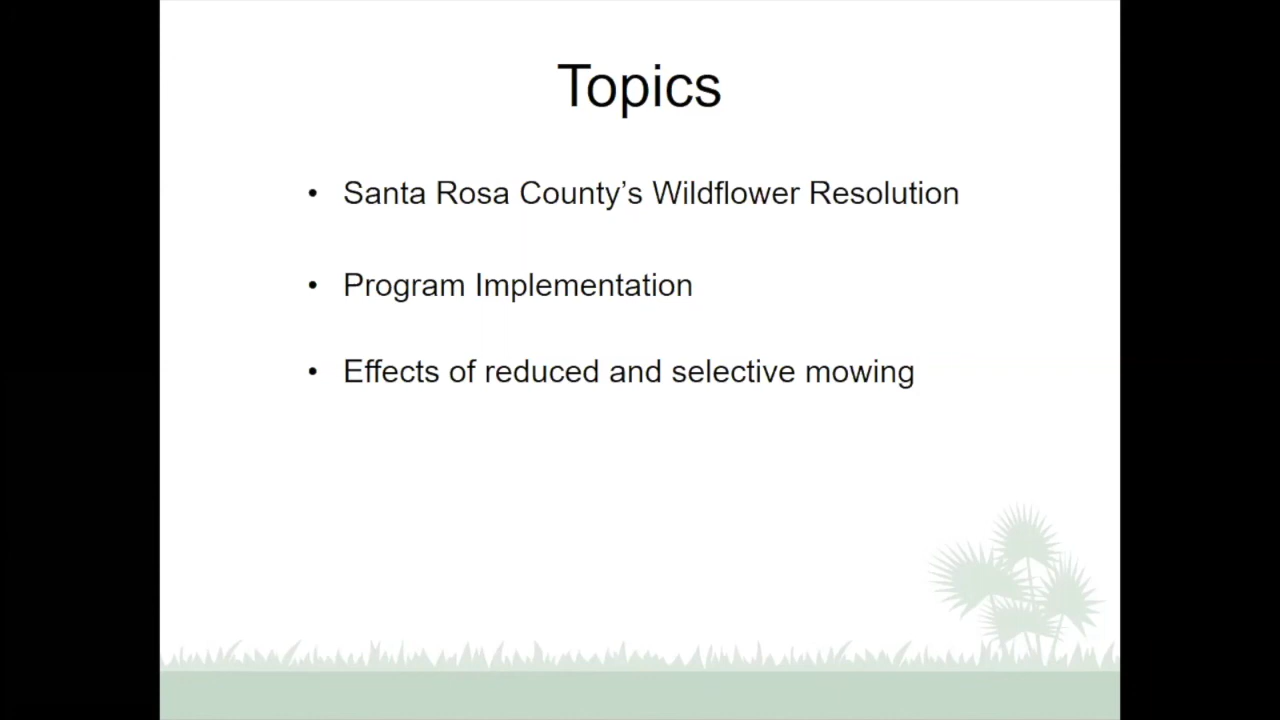 Topics
• Santa Rosa County’s Wildflower Resolution
• Program Implementation
• Effects of reduced and selective mowing